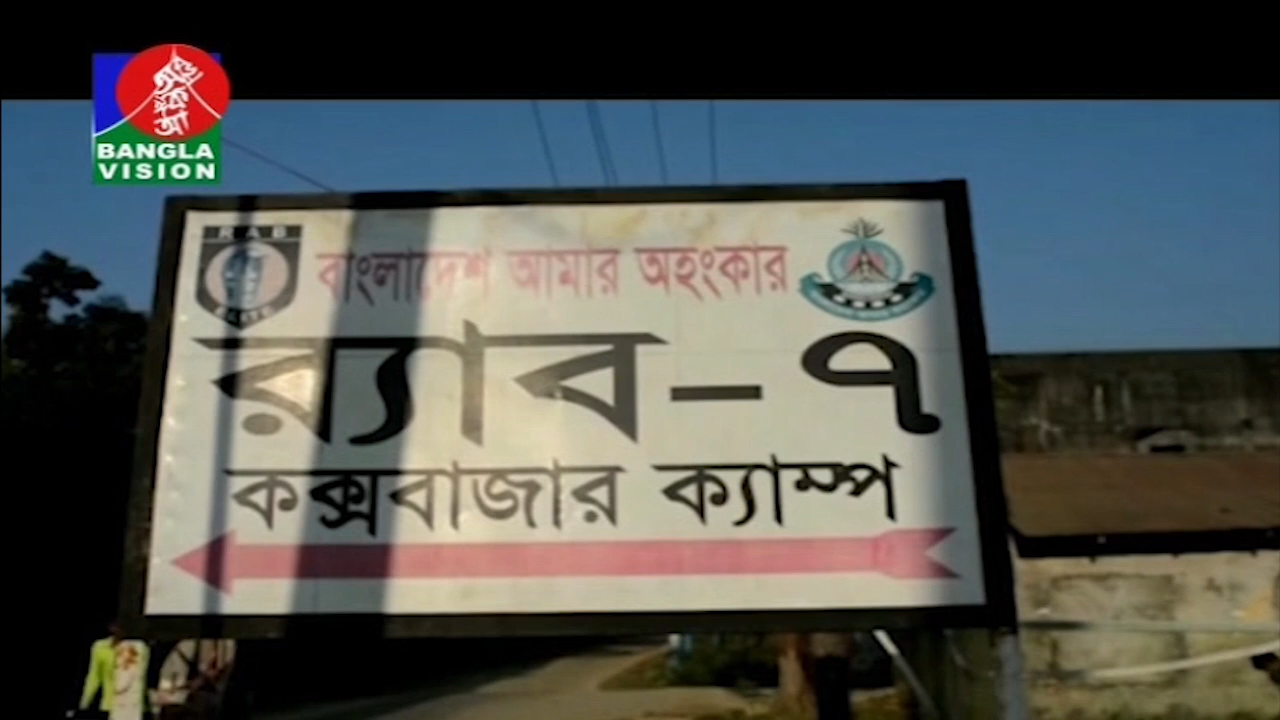 অ আ ক
BANGLA
VISION
RAB
বাংলাদেশ আমার অহংকার
র‍্যাব-৭
কক্সবাজার ক্যাম্প